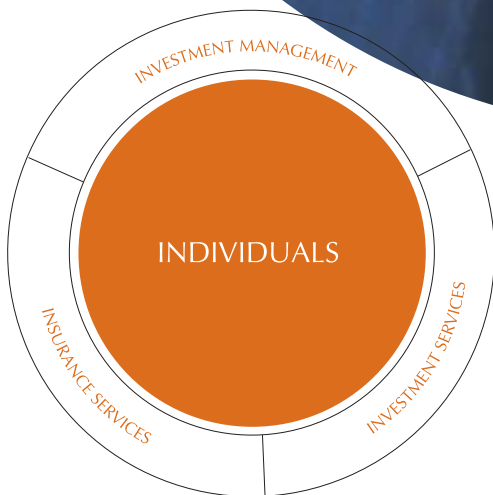 INVESTMENT MANAGEMENT
INDIVIDUALS
INSURANCE SERVICES
INVESTMENT SERVICES